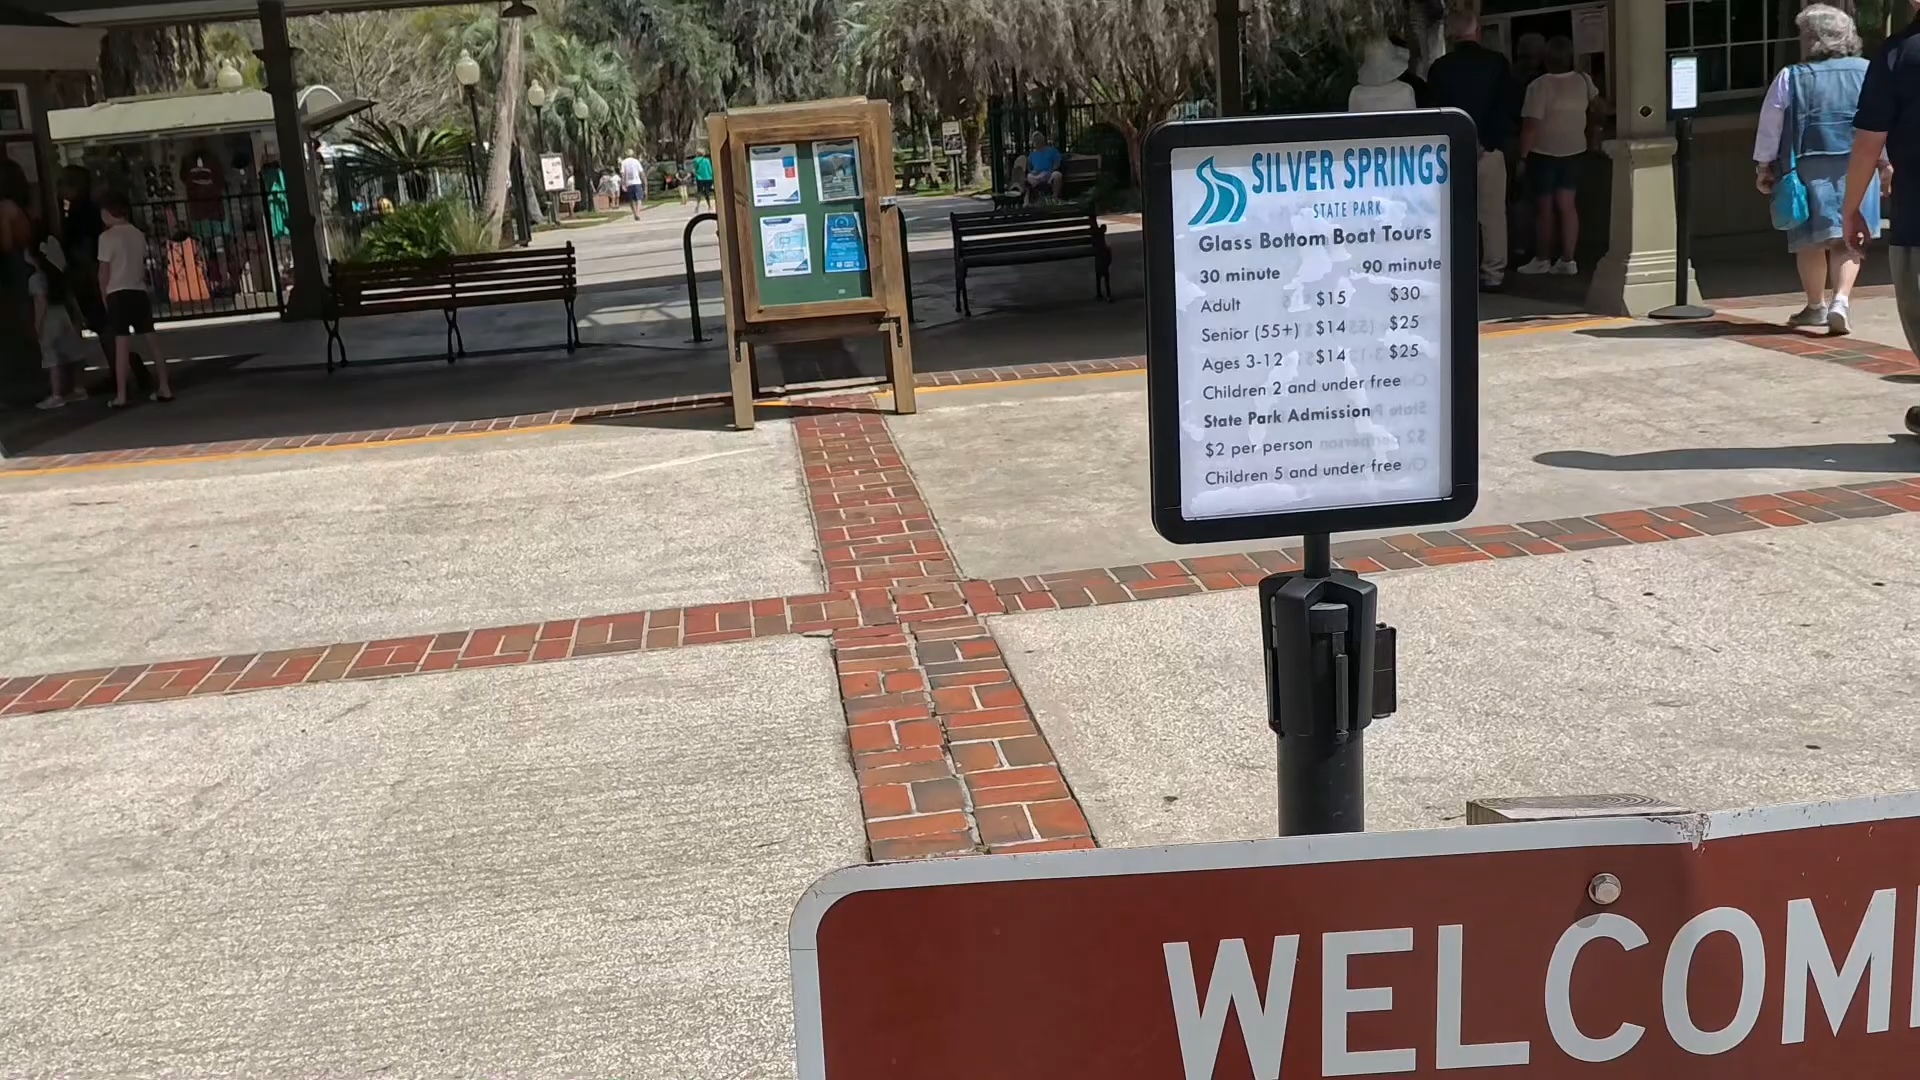 SILVER SPRINGS
STATE PARK
Glass Bottom Boat Tours
30 minute 90 minute
Adult $15 $30
Senior (55+) $14 $25
Ages 3-12 $14 $25
Children 2 and under free
State Park Admission
$2 per person
Children 5 and under free
WELCOM